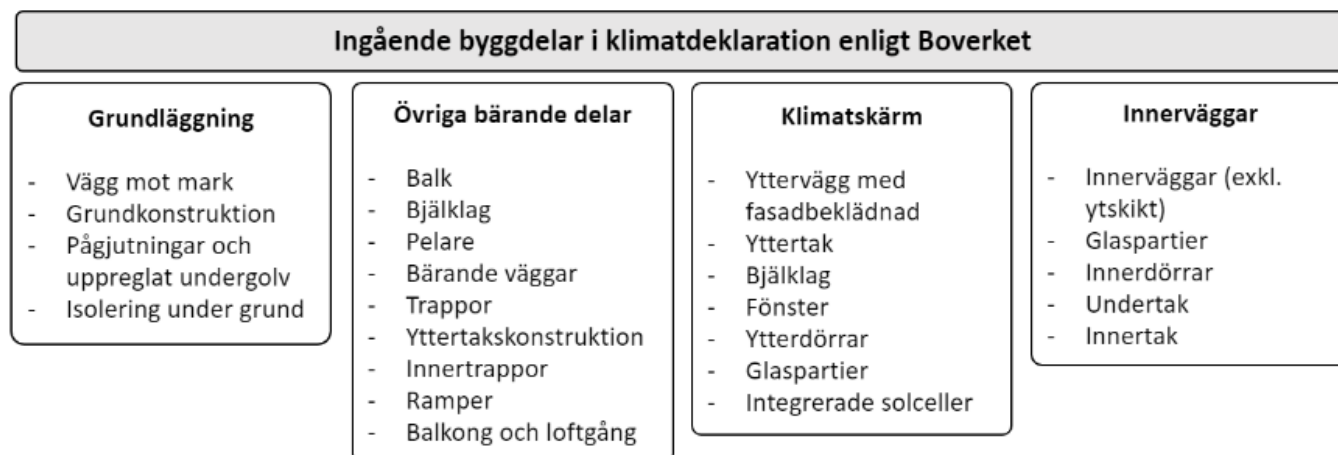 Ingående byggdelar i klimatdeklaration enligt Boverket
Grundläggning
- Vägg mot mark
- Grundkonstruktion
- Pågjutningar och
uppreglat undergolv
- Isolering under grund
Övriga bärande delar
- Balk
- Bjälklag
- Pelare
- Bärande väggar
- Trappor
- Yttertakskonstruktion
- Innertrappor
- Ramper
- Balkong och loftgång
Klimatskärm
- Yttervägg med
fasadbeklädnad
- Yttertak
- Bjälklag
- Fönster
- Ytterdörrar
- Glaspartier
- Integrerade solceller
Innerväggar
- Innerväggar (exkl.
ytskikt)
- Glaspartier
- Innerdörrar
- Undertak
- Innertak